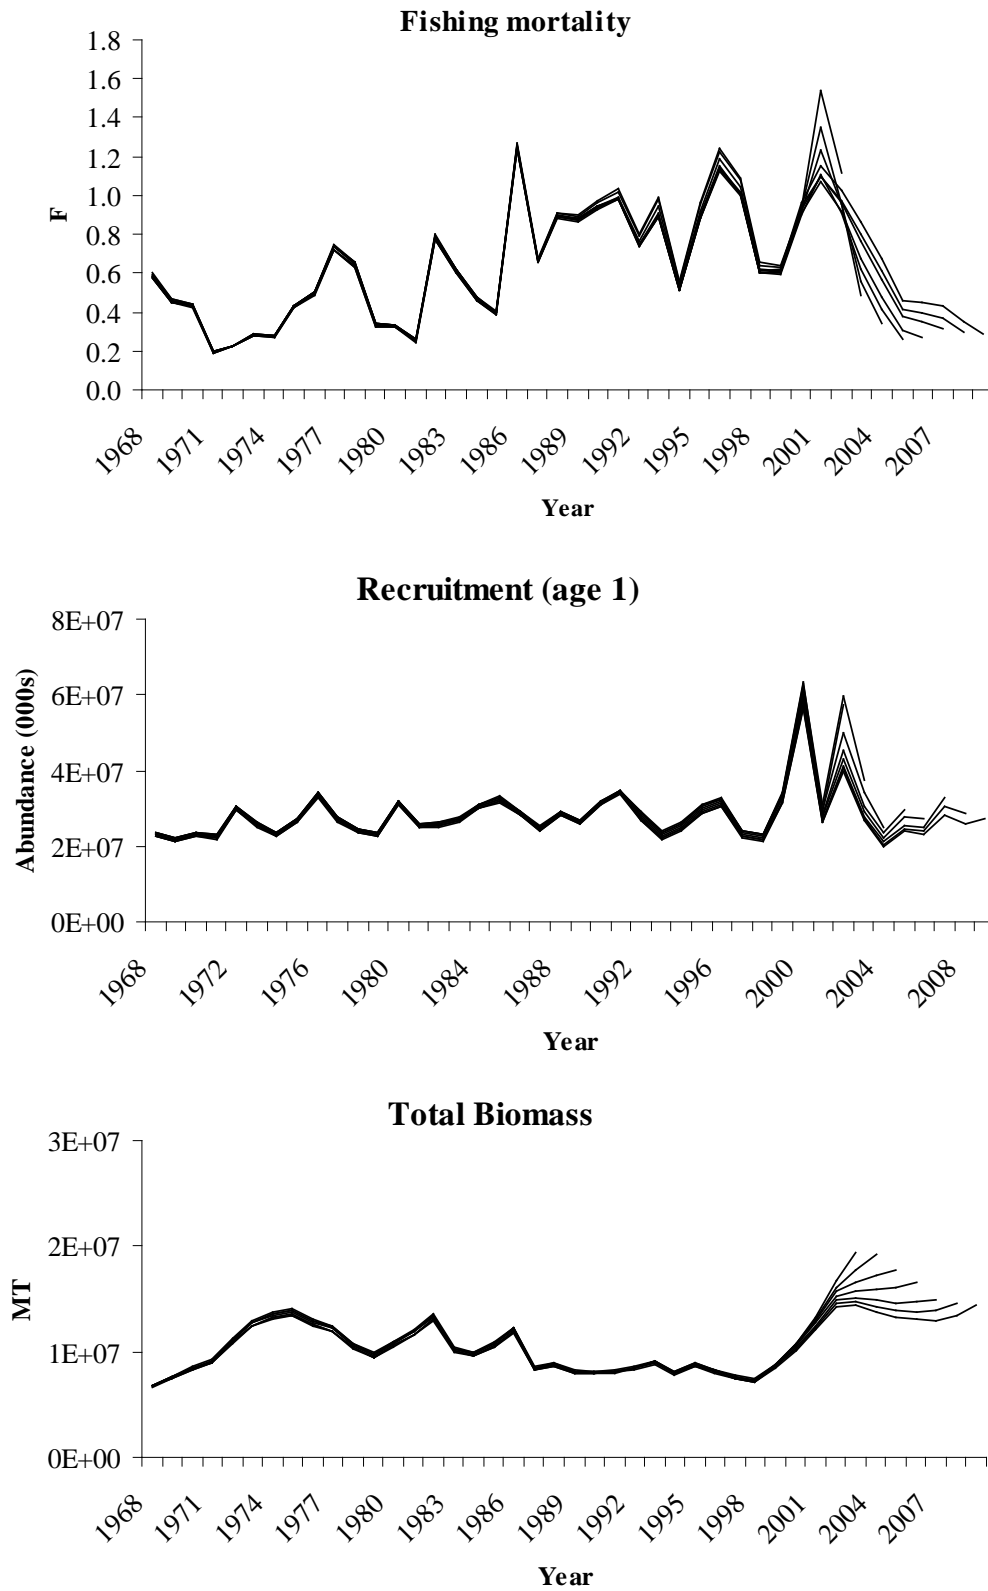 Fishing mortality
1.8
1.6
1.4
1.2
1.0
0.8
0.6
0.4
0.2
0.0
F
1968 1971 1974 1977 1980 1983 1986 1989 1992 1995 1998 2001 2004 2007
Year
Recruitment (age 1)
8E+07
6E+07
4E+07
2E+07
0E+00
Abundance (000s)
1968 1972 1976 1980 1984 1988 1992 1996 2000 2004 2008
Year
Total Biomass
3E+07
2E+07
1E+07
0E+00
MT
1968 1971 1974 1977 1980 1983 1986 1989 1992 1995 1998 2001 2004 2007
Year